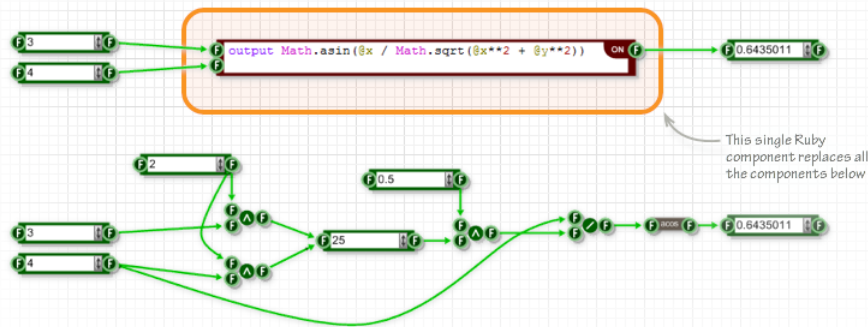 3
output Math.asin(@x / Math.sqrt(@x**2 + @y**2))
ON
0.6435011
4
This single Ruby
component replaces all
the components below
2
0.5
3
25
acos
0.6435011
4